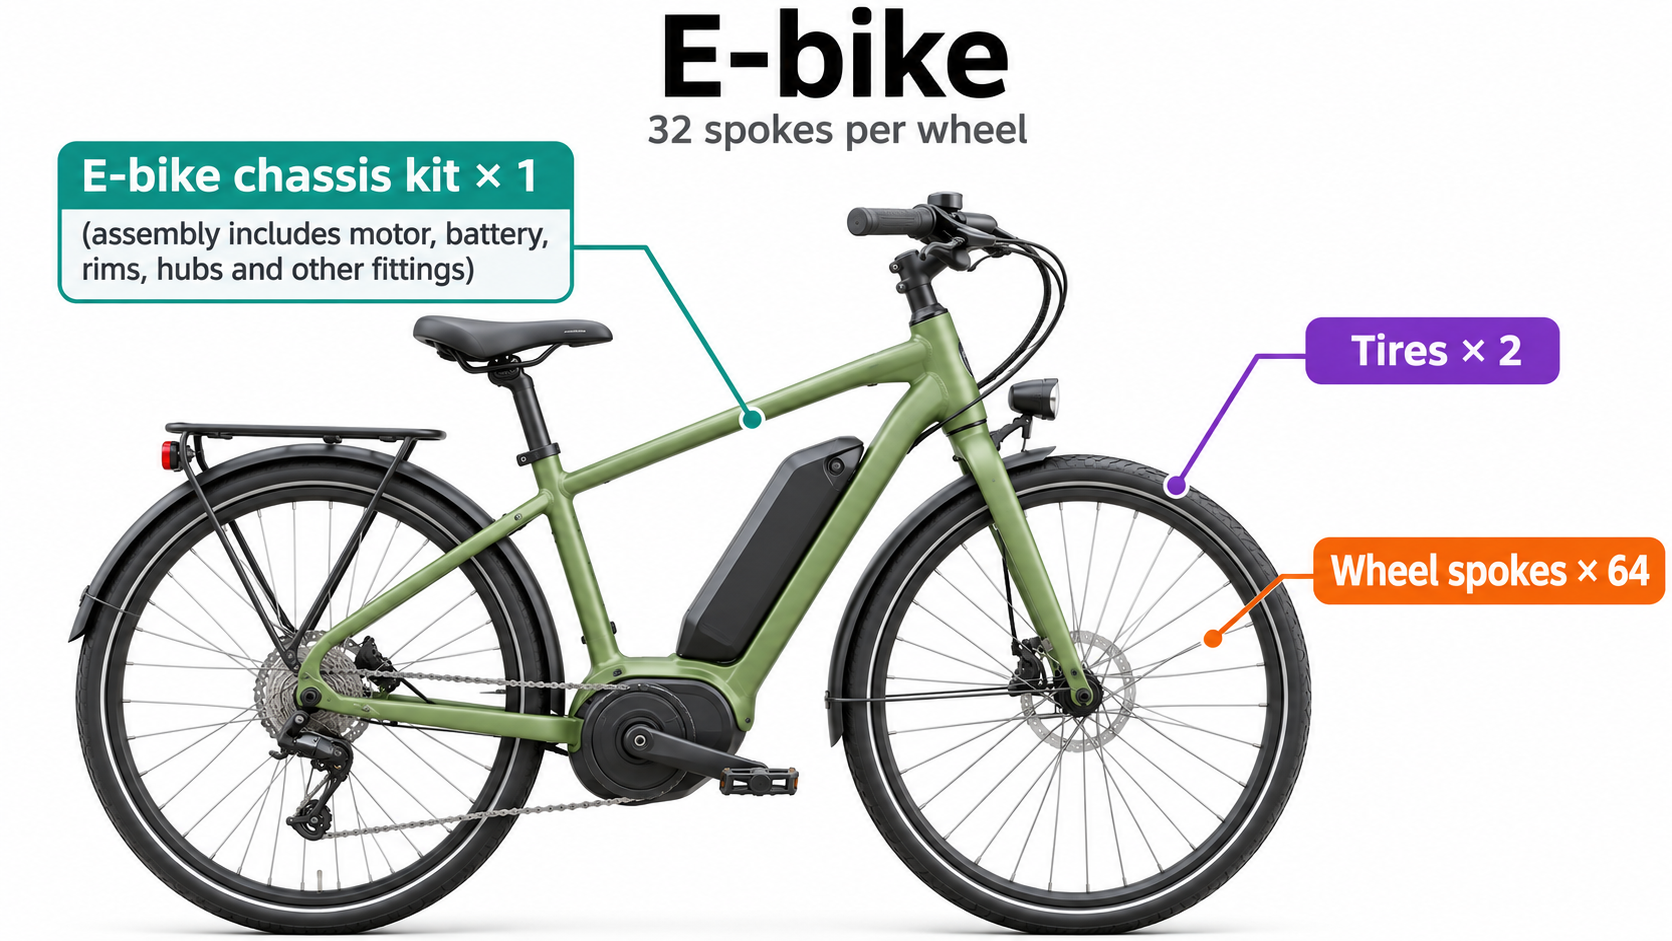 E-bike
32 spokes per wheel
E-bike chassis kit × 1
(assembly includes motor, battery,
rims, hubs and other fittings)
Tires × 2
Wheel spokes × 64